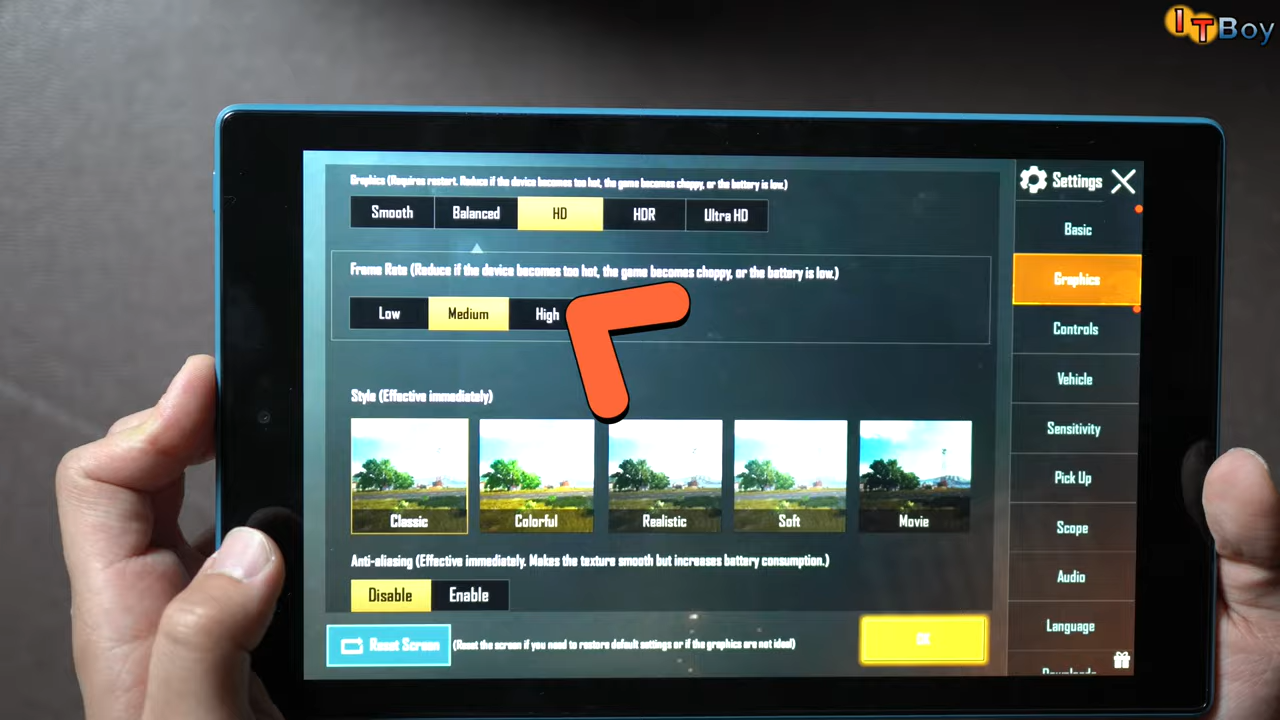 ITBoy
Graphics (Requires restart. Reduce if the device becomes too hot, the game becomes choppy, or the battery is low.)
Smooth Balanced HD HDR Ultra HD
Frame Rate (Reduce if the device becomes too hot, the game becomes choppy, or the battery is low.)
Low Medium High
Style (Effective immediately)
Classic Colorful Realistic Soft Movie
Anti-aliasing (Effective immediately. Makes the texture smooth but increases battery consumption.)
Disable Enable
Reset Screen (Reset the screen if you need to restore default settings or if the graphics are not ideal)
OK
Settings
Basic
Graphics
Controls
Vehicle
Sensitivity
Pick Up
Scope
Audio
Language